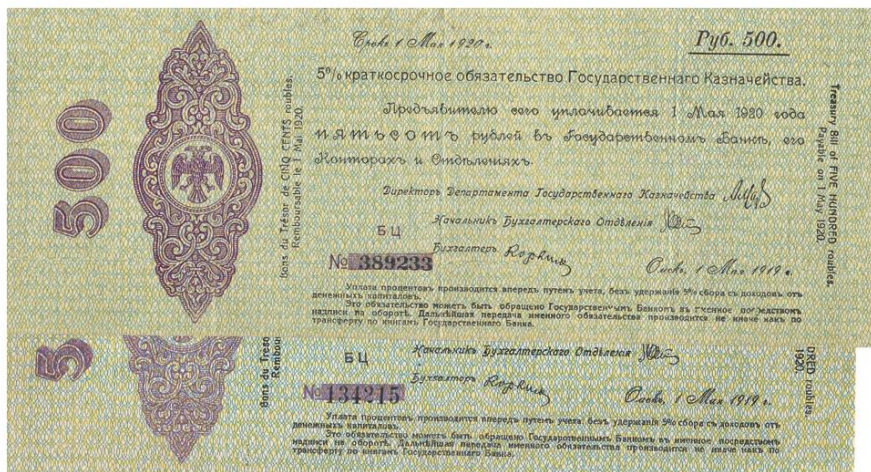 Срокъ 1 Мая 1920 г.
Руб. 500.
5% краткосрочное обязательство Государственнаго Казначейства.
Предъявителю сего уплачивается 1 Мая 1920 года
пятьсотъ рублей въ Государственномъ Банкѣ, его
Конторахъ и Отдѣленіяхъ.
Директоръ Департамента Государственнаго Казначейства
Начальникъ Бухгалтерскаго Отдѣленія
БЦ
Бухгалтеръ
№ 389233
Омскъ, 1 Мая 1919 г.
Уплата процентовъ производится впередъ путемъ учета, безъ удержанія 5% сбора съ доходовъ отъ
денежныхъ капиталовъ.
Это обязательство можетъ быть обращено Государственнымъ Банкомъ въ именное посредствомъ
надписи на оборотѣ. Дальнѣйшая передача именного обязательства производится не иначе какъ по
трансферту по книгамъ Государственнаго Банка.
500
Bons du Trésor de CINQ CENTS roubles.
Remboursable le 1 Mai 1920.
Treasury Bill of FIVE HUNDRED roubles.
Payable on 1 May 1920.
5
Bons du Treso
Rembou
БЦ
Начальникъ Бухгалтерскаго Отдѣленія
Бухгалтеръ
№ 134215
Омскъ, 1 Мая 1919 г.
DRED roubles.
1920.
Уплата процентовъ производится впередъ путемъ учета, безъ удержанія 5% сбора съ доходовъ отъ
денежныхъ капиталовъ.
Это обязательство можетъ быть обращено Государственнымъ Банкомъ въ именное посредствомъ
надписи на оборотѣ. Дальнѣйшая передача именного обязательства производится не иначе какъ по
трансферту по книгамъ Государственнаго Банка.